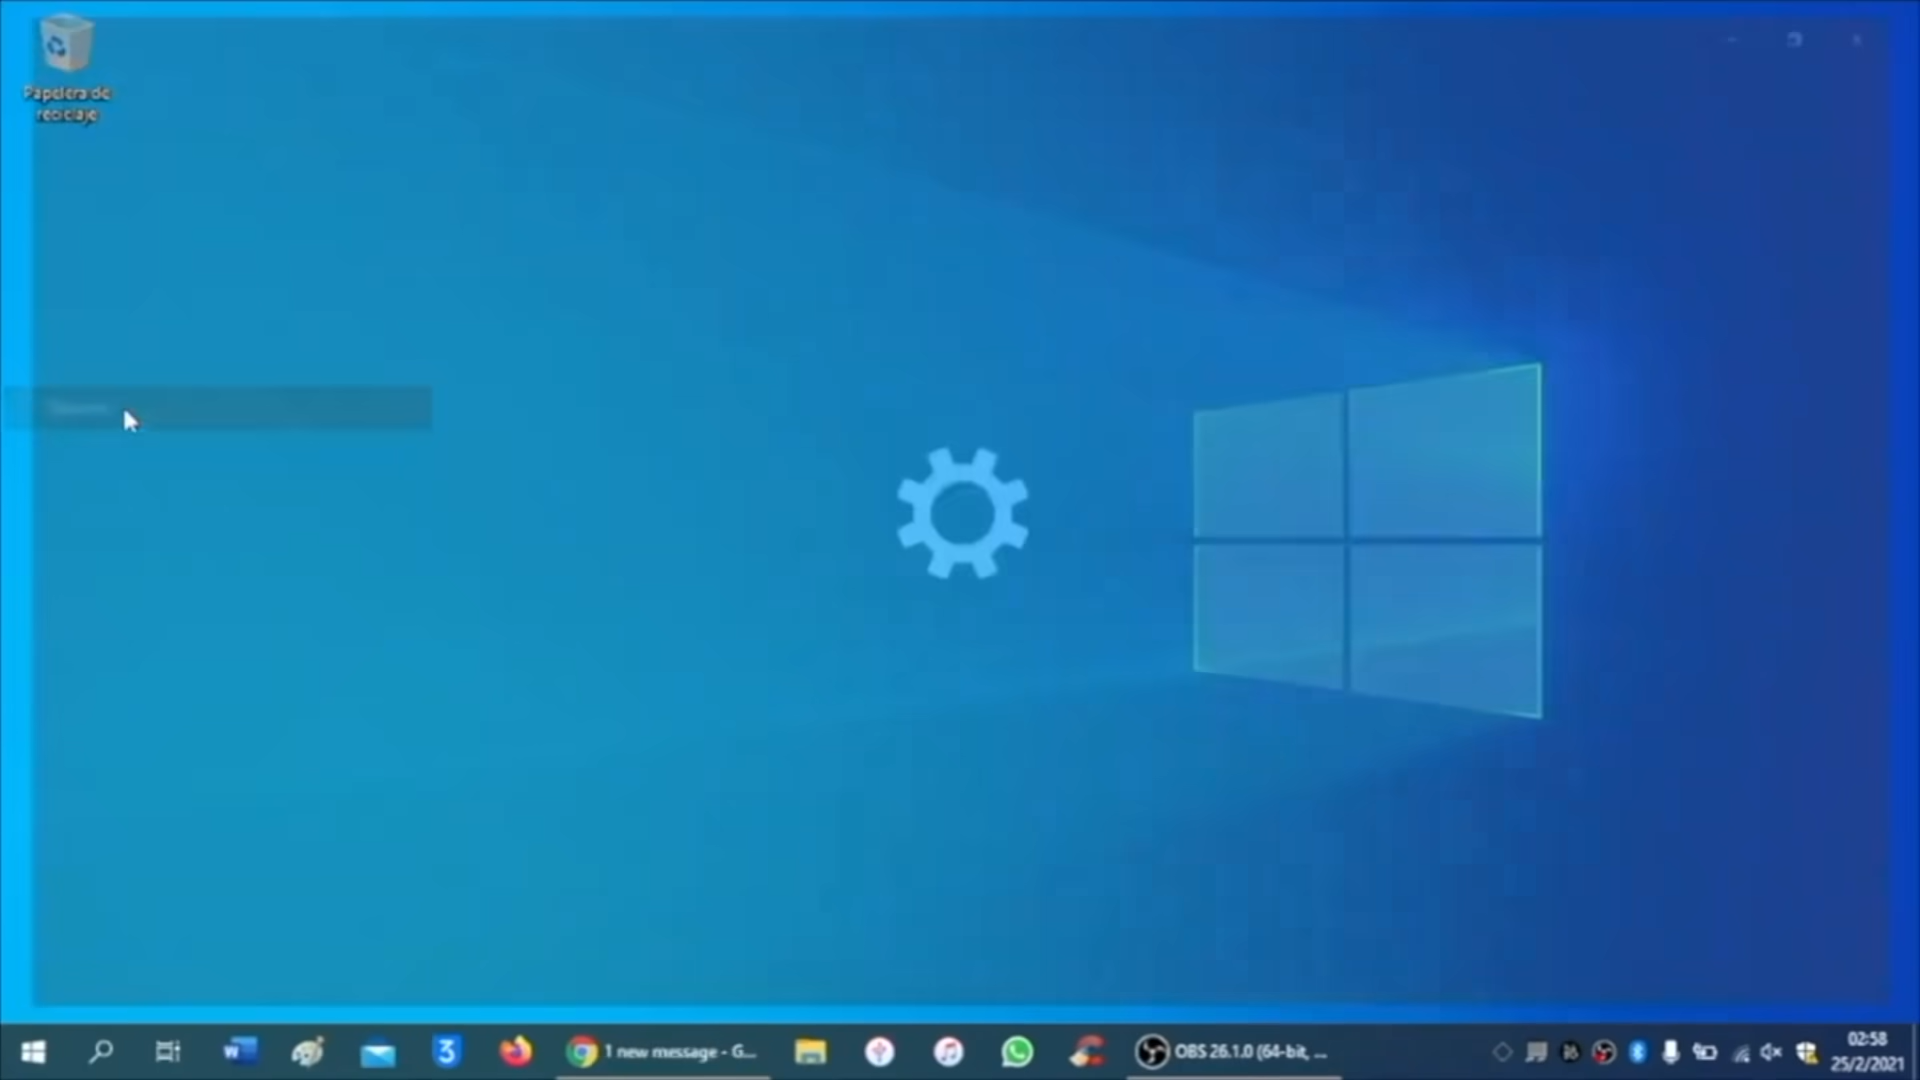 Papelera de
reciclaje
1 new message - G...
OBS 26.1.0 (64-bit, ...
02:58
25/2/2021